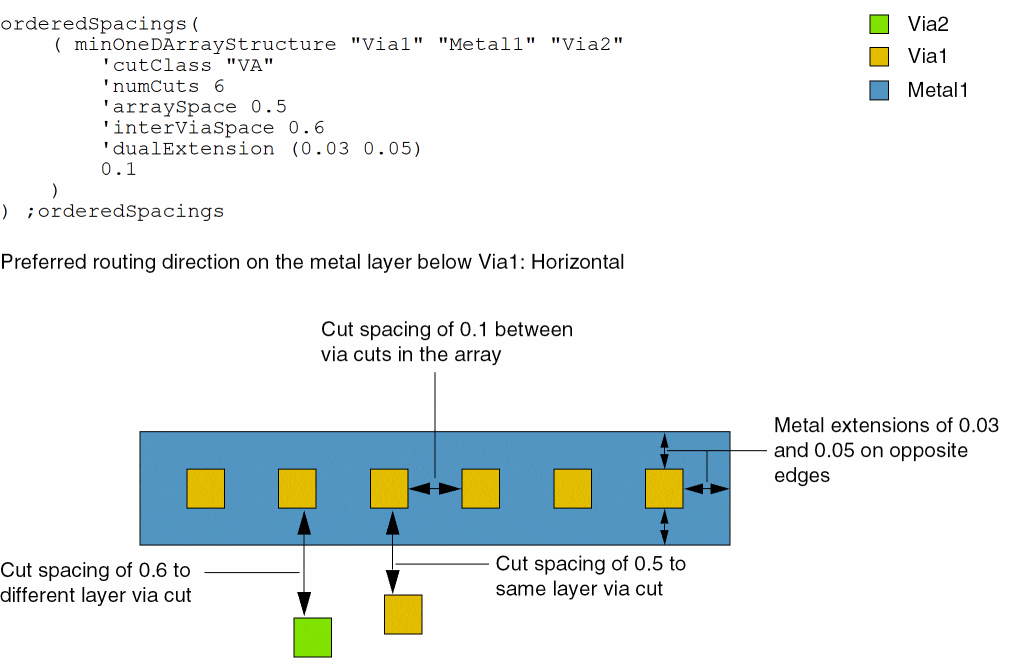 orderedSpacings(
( minOneDArrayStructure "Via1" "Metal1" "Via2"
'cutClass "VA"
'numCuts 6
'arraySpace 0.5
'interViaSpace 0.6
'dualExtension (0.03 0.05)
0.1
)
) ;orderedSpacings
Via2
Via1
Metal1
Preferred routing direction on the metal layer below Via1: Horizontal
Cut spacing of 0.1 between
via cuts in the array
Metal extensions of 0.03
and 0.05 on opposite
edges
Cut spacing of 0.6 to
different layer via cut
Cut spacing of 0.5 to
same layer via cut